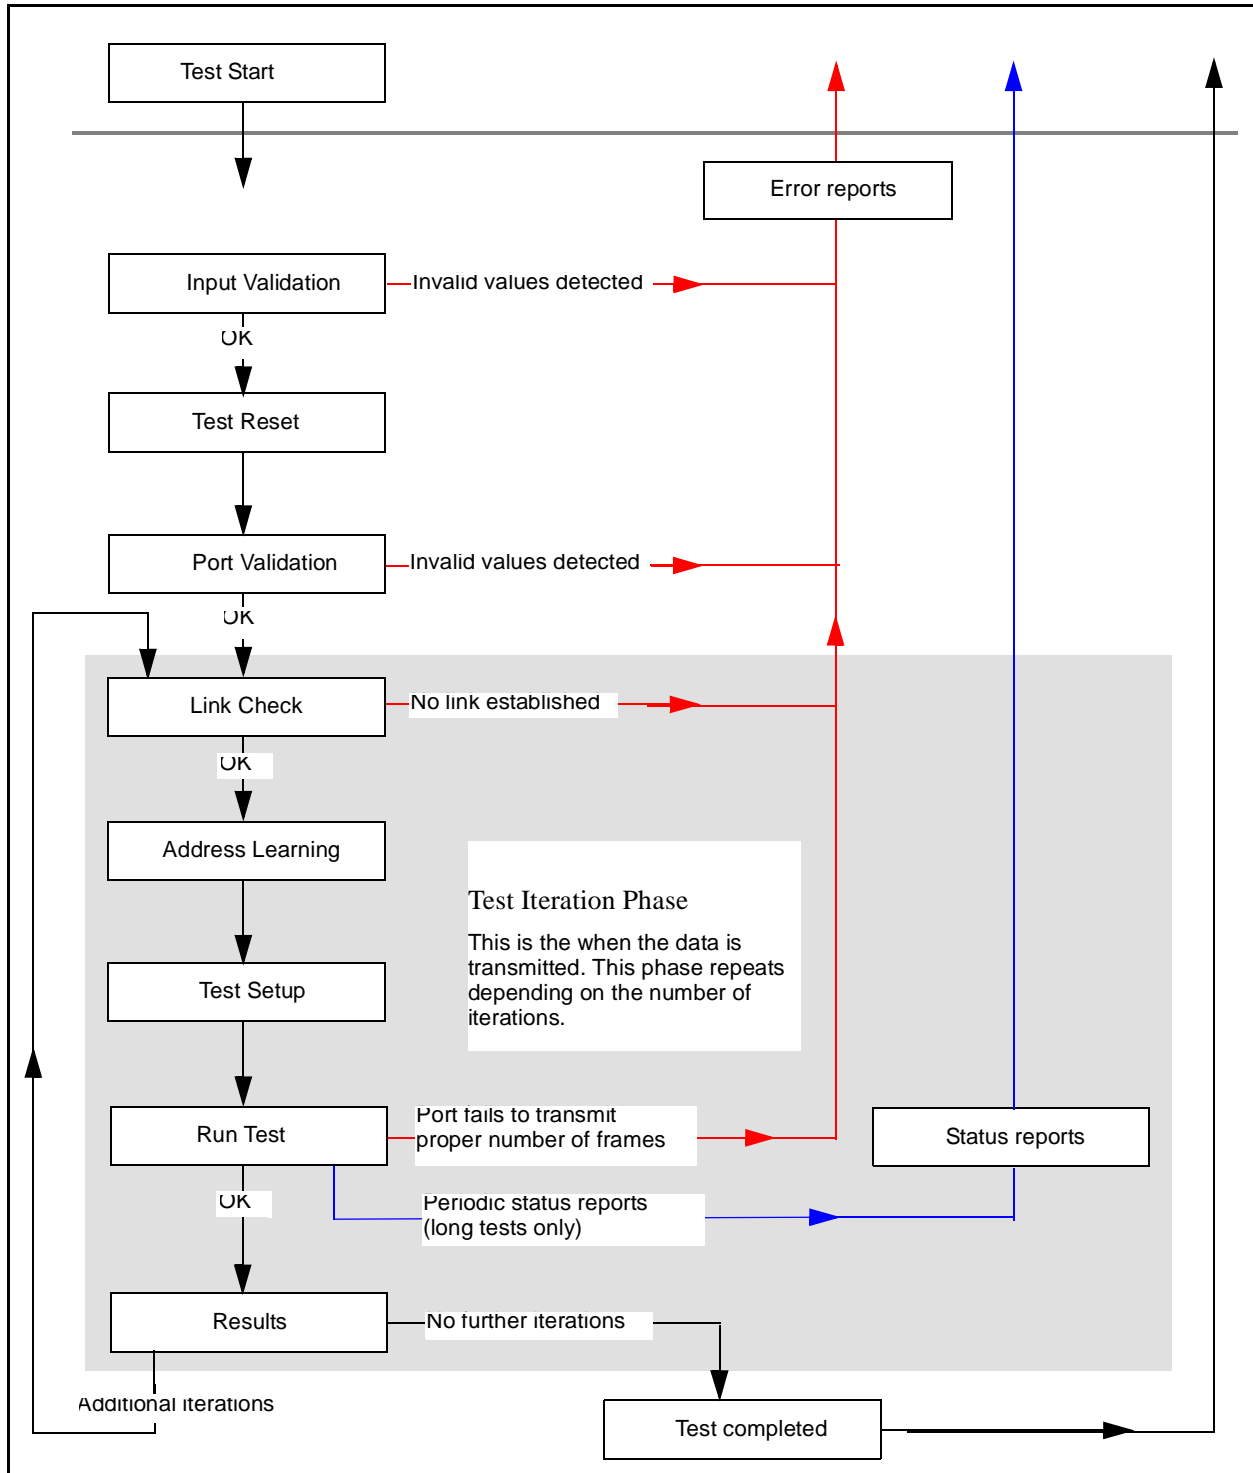 Test Start
Error reports
Input Validation
Invalid values detected
OK
Test Reset
Port Validation
Invalid values detected
OK
Link Check
No link established
OK
Address Learning
Test Iteration Phase
This is the when the data is
transmitted. This phase repeats
depending on the number of
iterations.
Test Setup
Run Test
Port fails to transmit
proper number of frames
Status reports
OK
Periodic status reports
(long tests only)
Results
No further iterations
Additional iterations
Test completed